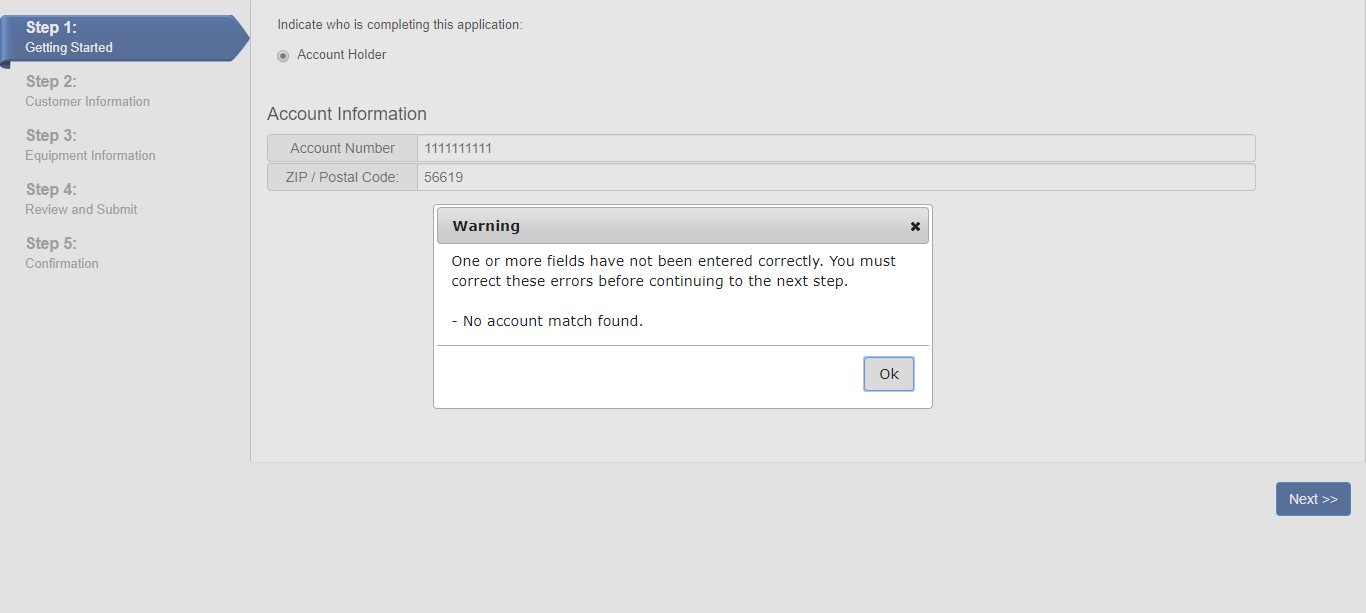 Step 1:
Getting Started
Step 2:
Customer Information
Step 3:
Equipment Information
Step 4:
Review and Submit
Step 5:
Confirmation
Indicate who is completing this application:
Account Holder
Account Information
Account Number 1111111111
ZIP / Postal Code: 56619
Warning
One or more fields have not been entered correctly. You must
correct these errors before continuing to the next step.
- No account match found.
Ok
Next >>